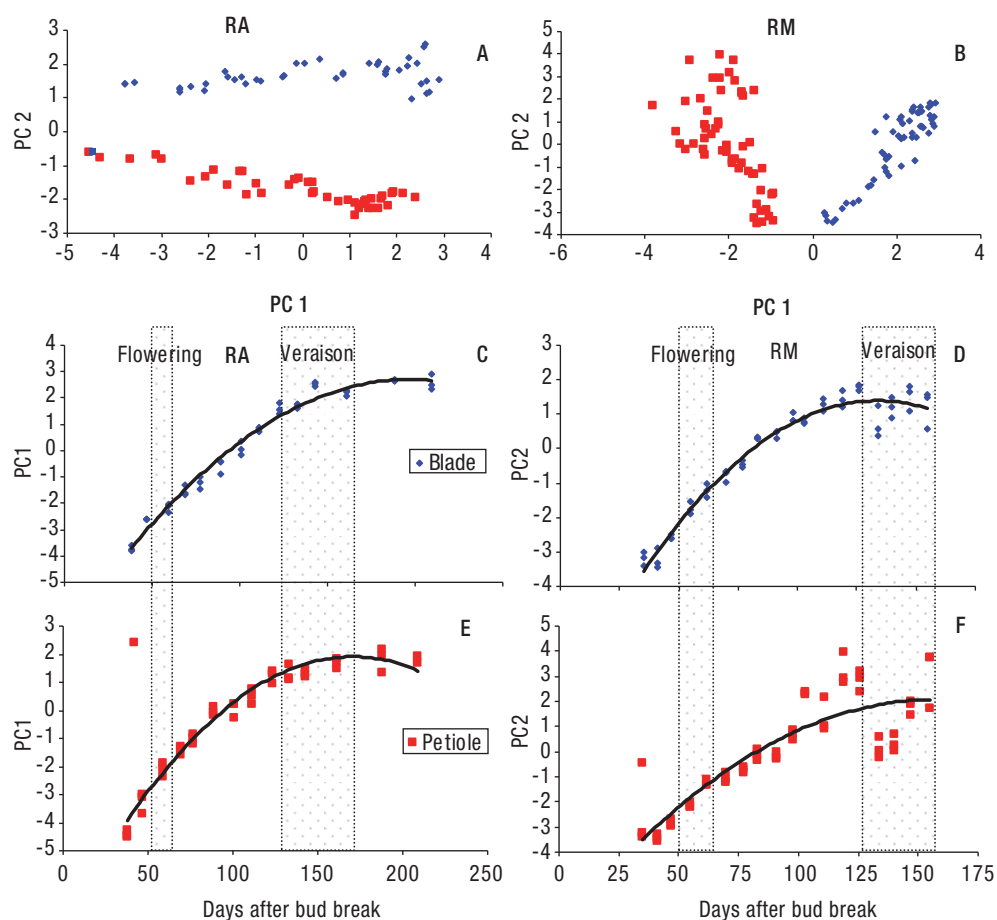 RA
RM
A
B
PC 2
3
2
1
0
-1
-2
-3
-5 -4 -3 -2 -1 0 1 2 3 4
PC 2
5
4
3
2
1
0
-1
-2
-3
-4
-6 -4 -2 0 2 4
PC 1
PC 1
Flowering RA Veraison C
PC1
4
3
2
1
0
-1
-2
-3
-4
-5
Blade
Flowering RM Veraison D
PC2
3
2
1
0
-1
-2
-3
-4
E
PC1
3
2
1
0
-1
-2
-3
-4
-5
Petiole
0 50 100 150 200 250
Days after bud break
F
PC2
5
4
3
2
1
0
-1
-2
-3
-4
0 25 50 75 100 125 150 175
Days after bud break